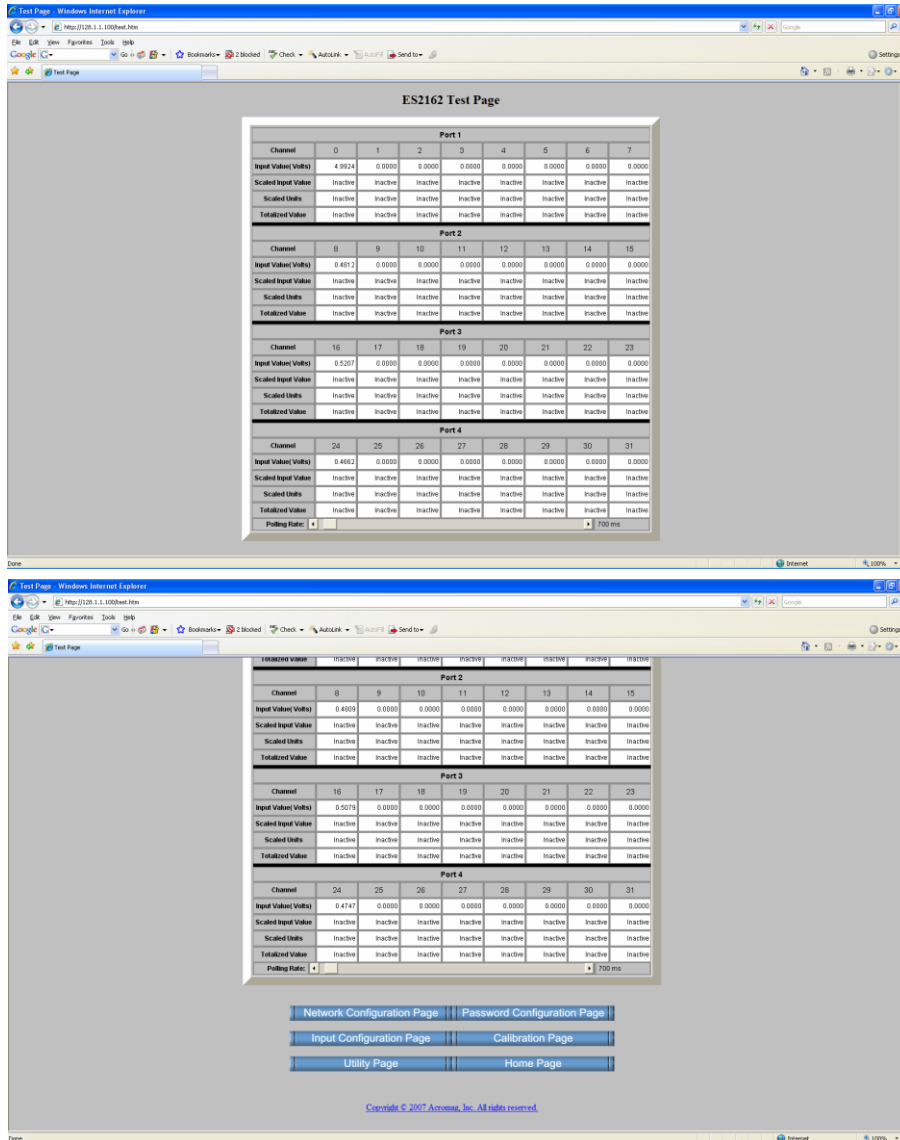 Test Page - Windows Internet Explorer
http://128.1.1.100/test.htm
Google
File Edit View Favorites Tools Help
Google G Go Bookmarks 2 blocked Check AutoLink AutoFill Send to Settings
Test Page
ES2162 Test Page
Port 1
Channel 0 1 2 3 4 5 6 7
Input Value(Volts) 4.9924 0.0000 0.0000 0.0000 0.0000 0.0000 0.0000 0.0000
Scaled Input Value Inactive Inactive Inactive Inactive Inactive Inactive Inactive Inactive
Scaled Units Inactive Inactive Inactive Inactive Inactive Inactive Inactive Inactive
Totalized Value Inactive Inactive Inactive Inactive Inactive Inactive Inactive Inactive
Port 2
Channel 8 9 10 11 12 13 14 15
Input Value(Volts) 0.4812 0.0000 0.0000 0.0000 0.0000 0.0000 0.0000 0.0000
Scaled Input Value Inactive Inactive Inactive Inactive Inactive Inactive Inactive Inactive
Scaled Units Inactive Inactive Inactive Inactive Inactive Inactive Inactive Inactive
Totalized Value Inactive Inactive Inactive Inactive Inactive Inactive Inactive Inactive
Port 3
Channel 16 17 18 19 20 21 22 23
Input Value(Volts) 0.5207 0.0000 0.0000 0.0000 0.0000 0.0000 0.0000 0.0000
Scaled Input Value Inactive Inactive Inactive Inactive Inactive Inactive Inactive Inactive
Scaled Units Inactive Inactive Inactive Inactive Inactive Inactive Inactive Inactive
Totalized Value Inactive Inactive Inactive Inactive Inactive Inactive Inactive Inactive
Port 4
Channel 24 25 26 27 28 29 30 31
Input Value(Volts) 0.4662 0.0000 0.0000 0.0000 0.0000 0.0000 0.0000 0.0000
Scaled Input Value Inactive Inactive Inactive Inactive Inactive Inactive Inactive Inactive
Scaled Units Inactive Inactive Inactive Inactive Inactive Inactive Inactive Inactive
Totalized Value Inactive Inactive Inactive Inactive Inactive Inactive Inactive Inactive
Polling Rate: 700 ms
Done Internet 100%
Test Page - Windows Internet Explorer
http://128.1.1.100/test.htm
Google
File Edit View Favorites Tools Help
Google G Go Bookmarks 2 blocked Check AutoLink AutoFill Send to Settings
Test Page
Totalized Value Inactive Inactive Inactive Inactive Inactive Inactive Inactive Inactive
Port 2
Channel 8 9 10 11 12 13 14 15
Input Value(Volts) 0.4809 0.0000 0.0000 0.0000 0.0000 0.0000 0.0000 0.0000
Scaled Input Value Inactive Inactive Inactive Inactive Inactive Inactive Inactive Inactive
Scaled Units Inactive Inactive Inactive Inactive Inactive Inactive Inactive Inactive
Totalized Value Inactive Inactive Inactive Inactive Inactive Inactive Inactive Inactive
Port 3
Channel 16 17 18 19 20 21 22 23
Input Value(Volts) 0.5079 0.0000 0.0000 0.0000 0.0000 0.0000 0.0000 0.0000
Scaled Input Value Inactive Inactive Inactive Inactive Inactive Inactive Inactive Inactive
Scaled Units Inactive Inactive Inactive Inactive Inactive Inactive Inactive Inactive
Totalized Value Inactive Inactive Inactive Inactive Inactive Inactive Inactive Inactive
Port 4
Channel 24 25 26 27 28 29 30 31
Input Value(Volts) 0.4747 0.0000 0.0000 0.0000 0.0000 0.0000 0.0000 0.0000
Scaled Input Value Inactive Inactive Inactive Inactive Inactive Inactive Inactive Inactive
Scaled Units Inactive Inactive Inactive Inactive Inactive Inactive Inactive Inactive
Totalized Value Inactive Inactive Inactive Inactive Inactive Inactive Inactive Inactive
Polling Rate: 700 ms
Network Configuration Page Password Configuration Page
Input Configuration Page Calibration Page
Utility Page Home Page
Copyright © 2007 Acromag, Inc. All rights reserved.
Done Internet 100%